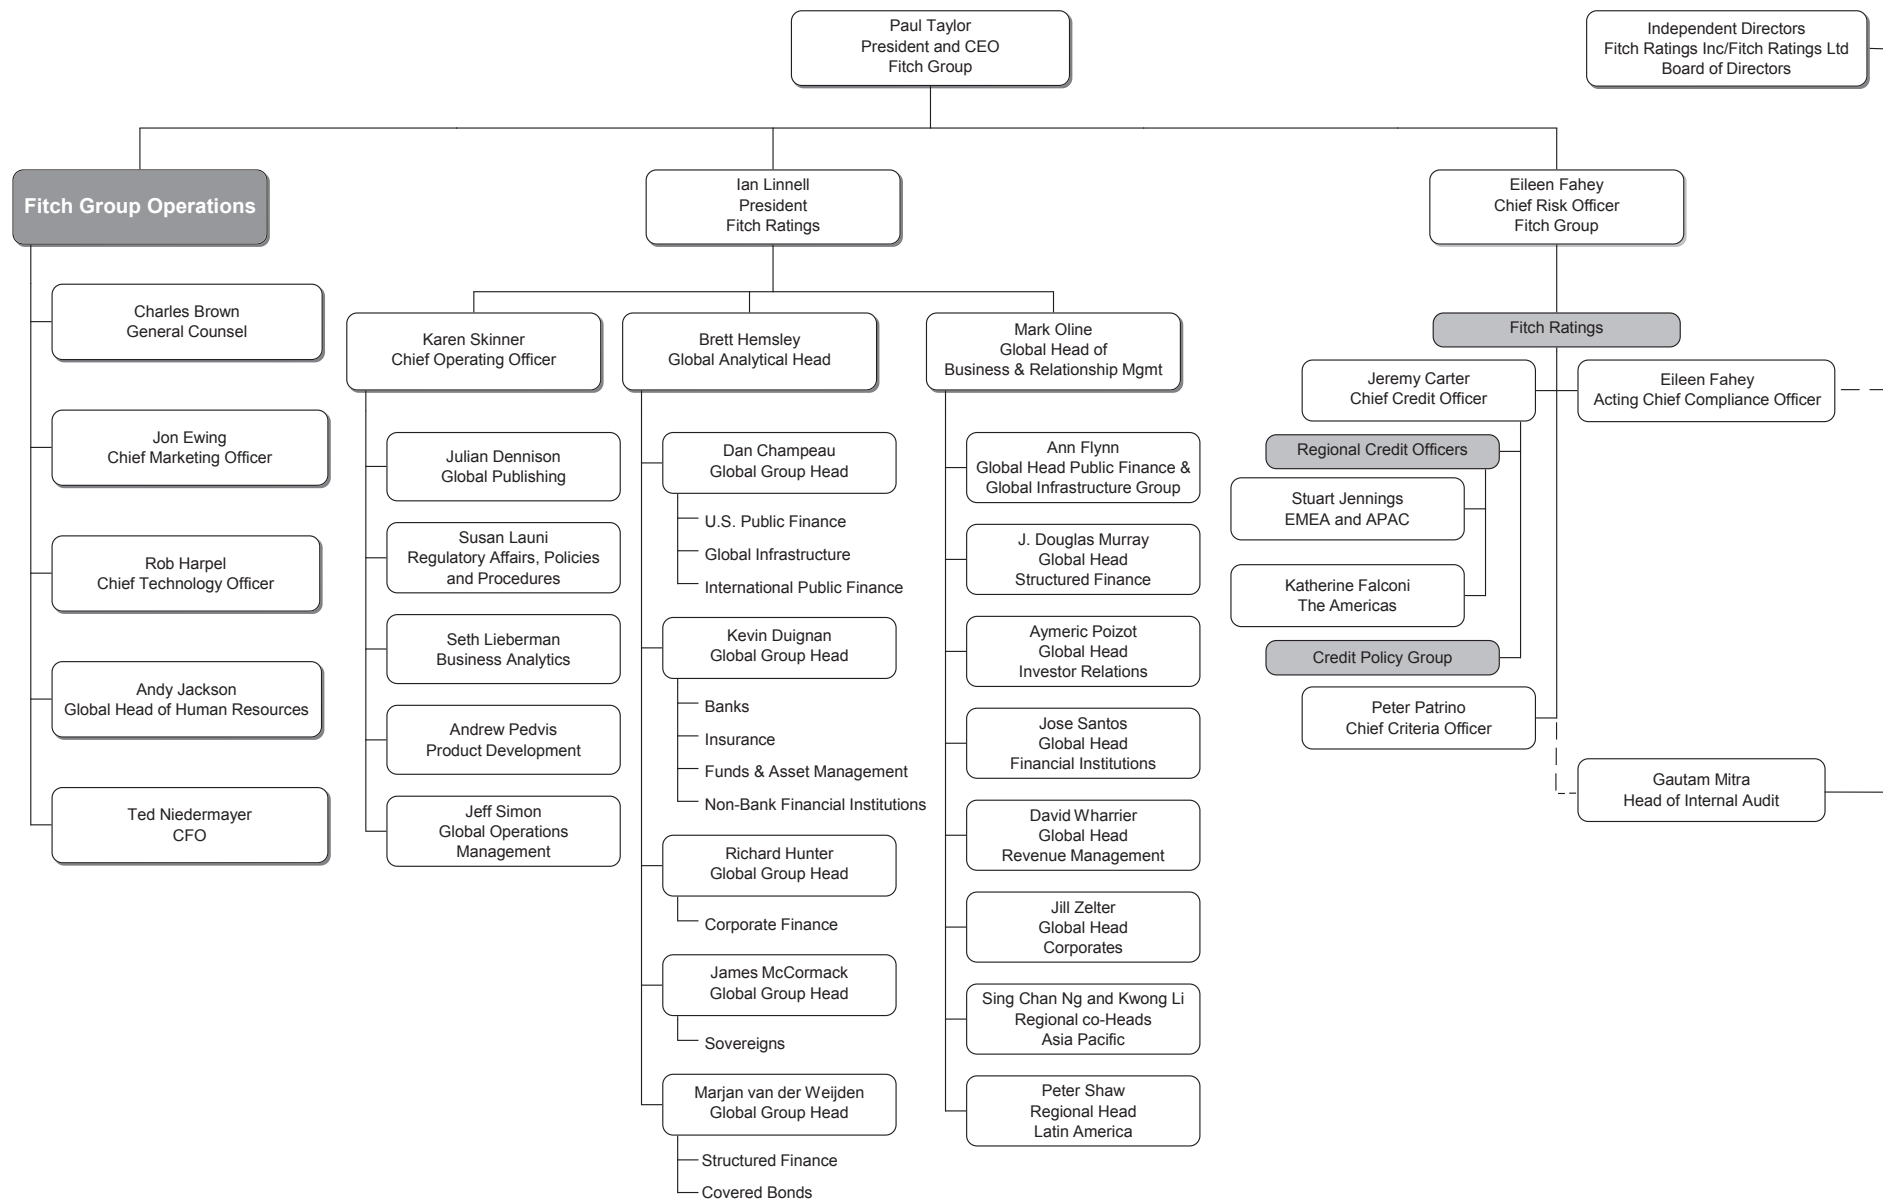 Paul Taylor
President and CEO
Fitch Group
Independent Directors
Fitch Ratings Inc/Fitch Ratings Ltd
Board of Directors
Fitch Group Operations
Ian Linnell
President
Fitch Ratings
Eileen Fahey
Chief Risk Officer
Fitch Group
Charles Brown
General Counsel
Jon Ewing
Chief Marketing Officer
Rob Harpel
Chief Technology Officer
Andy Jackson
Global Head of Human Resources
Ted Niedermayer
CFO
Karen Skinner
Chief Operating Officer
Julian Dennison
Global Publishing
Susan Launi
Regulatory Affairs, Policies
and Procedures
Seth Lieberman
Business Analytics
Andrew Pedvis
Product Development
Jeff Simon
Global Operations
Management
Brett Hemsley
Global Analytical Head
Dan Champeau
Global Group Head
U.S. Public Finance
Global Infrastructure
International Public Finance
Kevin Duignan
Global Group Head
Banks
Insurance
Funds & Asset Management
Non-Bank Financial Institutions
Richard Hunter
Global Group Head
Corporate Finance
James McCormack
Global Group Head
Sovereigns
Marjan van der Weijden
Global Group Head
Structured Finance
Covered Bonds
Mark Oline
Global Head of
Business & Relationship Mgmt
Ann Flynn
Global Head Public Finance &
Global Infrastructure Group
J. Douglas Murray
Global Head
Structured Finance
Aymeric Poizot
Global Head
Investor Relations
Jose Santos
Global Head
Financial Institutions
David Wharrier
Global Head
Revenue Management
Jill Zelter
Global Head
Corporates
Sing Chan Ng and Kwong Li
Regional co-Heads
Asia Pacific
Peter Shaw
Regional Head
Latin America
Fitch Ratings
Jeremy Carter
Chief Credit Officer
Eileen Fahey
Acting Chief Compliance Officer
Regional Credit Officers
Stuart Jennings
EMEA and APAC
Katherine Falconi
The Americas
Credit Policy Group
Peter Patrino
Chief Criteria Officer
Gautam Mitra
Head of Internal Audit